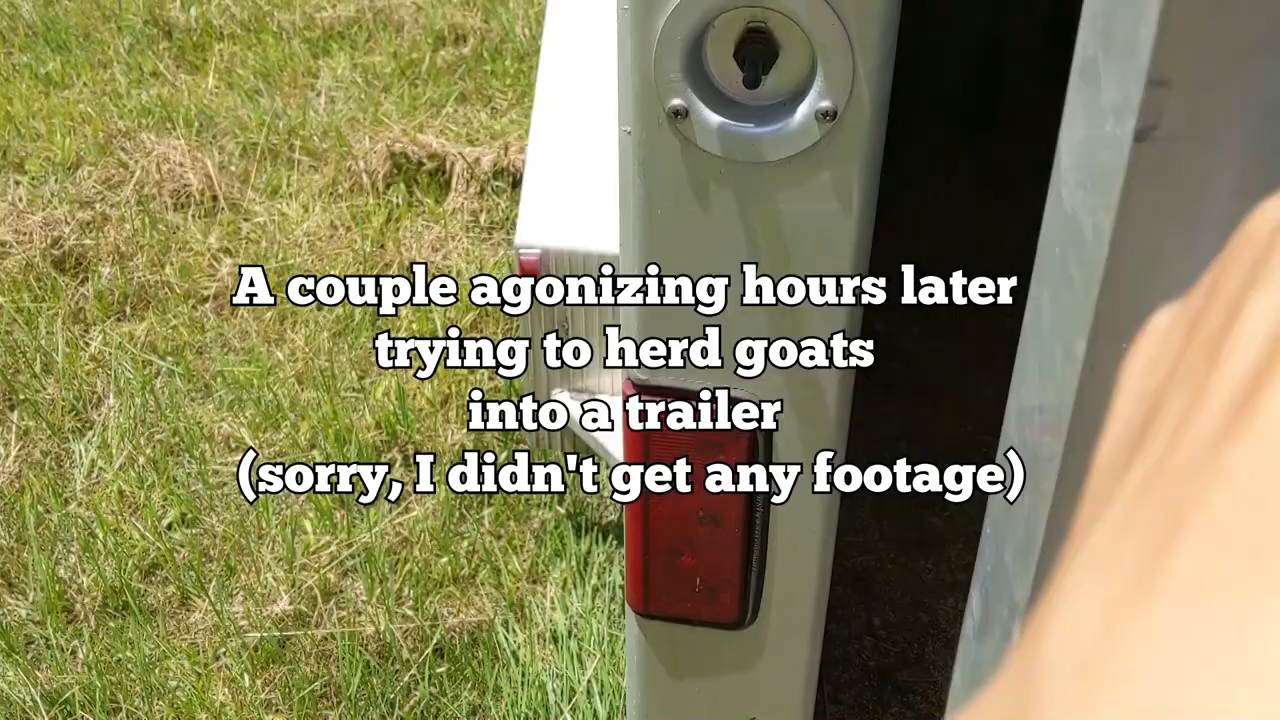 A couple agonizing hours later
trying to herd goats
into a trailer
(sorry, I didn't get any footage)